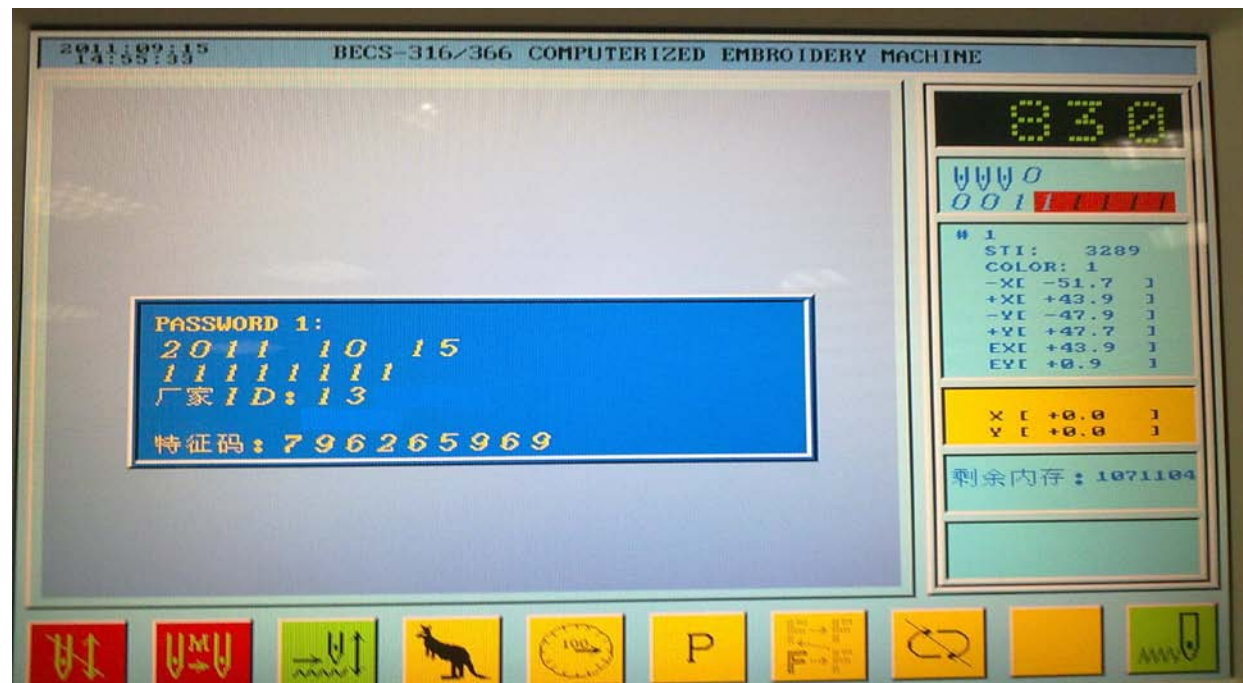 2011:09:15
14:55:33
BECS-316/366 COMPUTERIZED EMBROIDERY MACHINE
830
0
001111111
# 1
STI: 3289
COLOR: 1
-X[ -51.7 ]
+X[ +43.9 ]
-Y[ -47.9 ]
+Y[ +47.7 ]
EX[ +43.9 ]
EY[ +0.9 ]
X [ +0.0 ]
Y [ +0.0 ]
剩余内存:1071104
PASSWORD 1:
2011 10 15
11111111
厂家ID:13
特征码:796265969
M
100
P
F